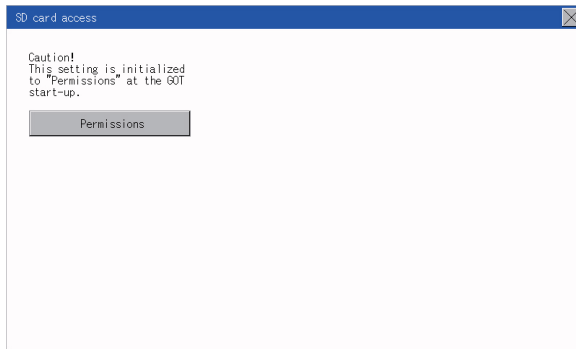 SD card access
Caution!
This setting is initialized
to "Permissions" at the GOT
start-up.
Permissions